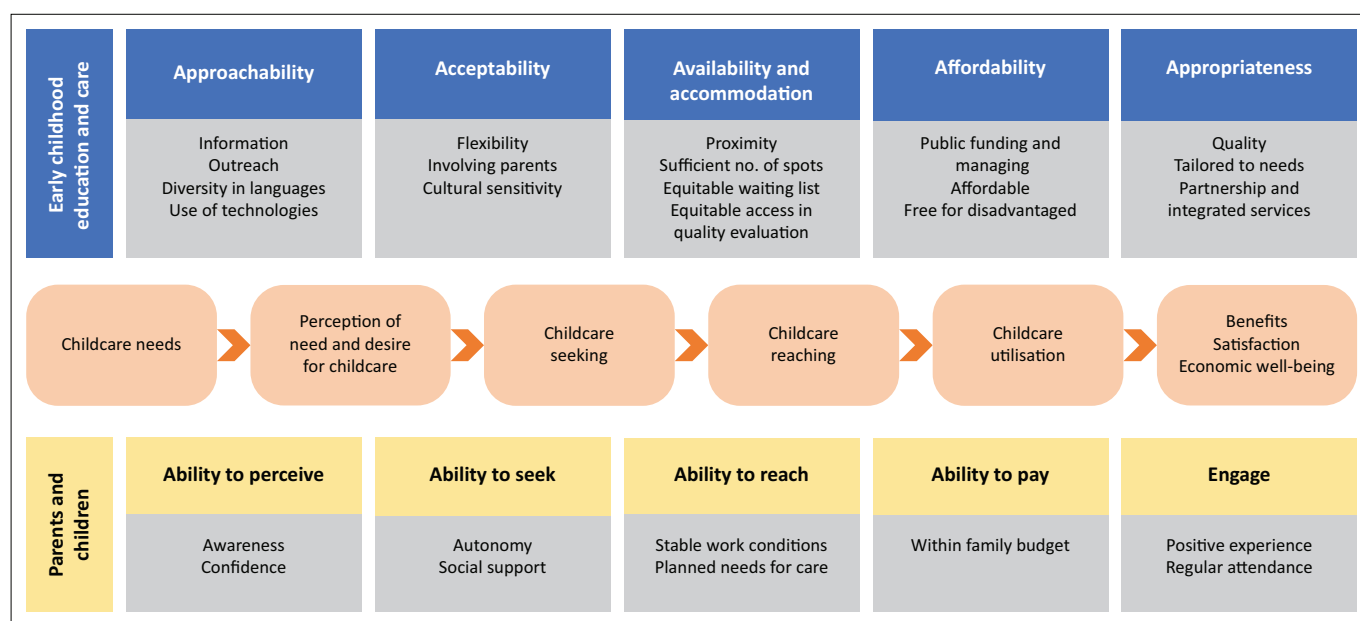 Early childhood
education and care
Approachability
Information
Outreach
Diversity in languages
Use of technologies
Acceptability
Flexibility
Involving parents
Cultural sensitivity
Availability and
accommodation
Proximity
Sufficient no. of spots
Equitable waiting list
Equitable access in
quality evaluation
Affordability
Public funding and
managing
Affordable
Free for disadvantaged
Appropriateness
Quality
Tailored to needs
Partnership and
integrated services
Childcare needs
Perception of
need and desire
for childcare
Childcare
seeking
Childcare
reaching
Childcare
utilisation
Benefits
Satisfaction
Economic well-being
Parents and
children
Ability to perceive
Awareness
Confidence
Ability to seek
Autonomy
Social support
Ability to reach
Stable work conditions
Planned needs for care
Ability to pay
Within family budget
Engage
Positive experience
Regular attendance